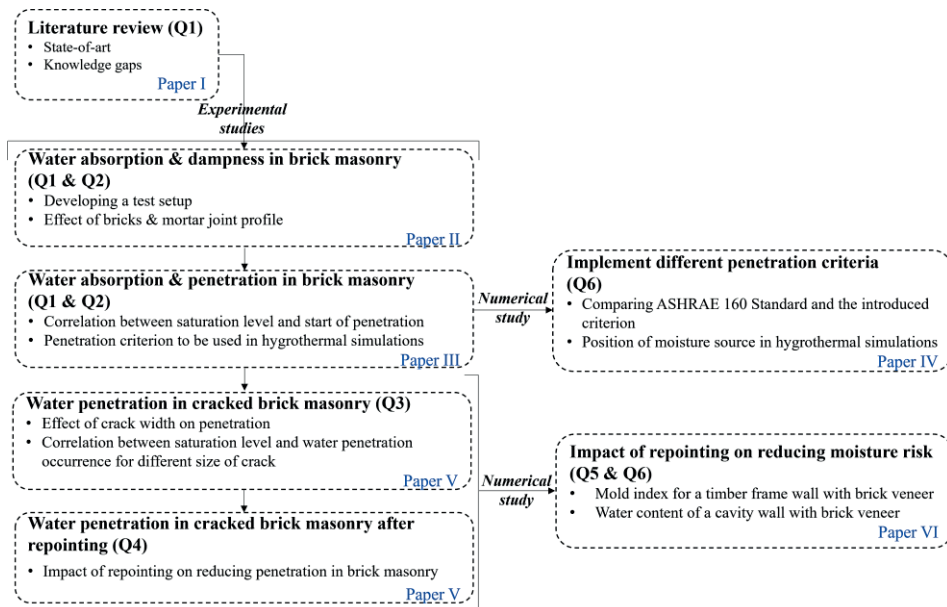 Literature review (Q1)
• State-of-art
• Knowledge gaps
Paper I
Experimental
studies
Water absorption & dampness in brick masonry
(Q1 & Q2)
• Developing a test setup
• Effect of bricks & mortar joint profile
Paper II
Water absorption & penetration in brick masonry
(Q1 & Q2)
• Correlation between saturation level and start of penetration
• Penetration criterion to be used in hygrothermal simulations
Paper III
Numerical
study
Implement different penetration criteria
(Q6)
• Comparing ASHRAE 160 Standard and the introduced
criterion
• Position of moisture source in hygrothermal simulations
Paper IV
Water penetration in cracked brick masonry (Q3)
• Effect of crack width on penetration
• Correlation between saturation level and water penetration
occurrence for different size of crack
Paper V
Water penetration in cracked brick masonry after
repointing (Q4)
• Impact of repointing on reducing penetration in brick masonry
Paper V
Numerical
study
Impact of repointing on reducing moisture risk
(Q5 & Q6)
• Mold index for a timber frame wall with brick veneer
• Water content of a cavity wall with brick veneer
Paper VI